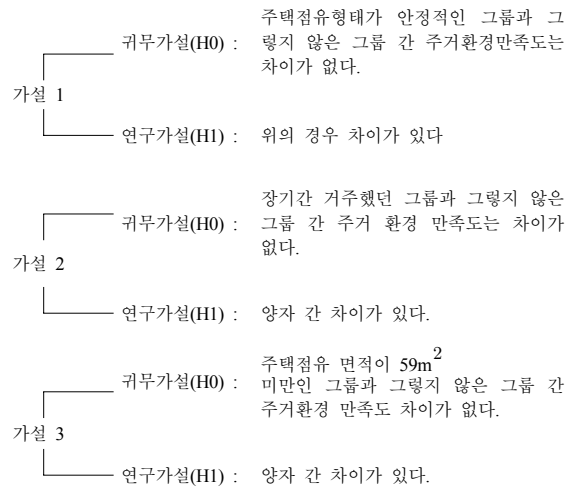 주택점유형태가 안정적인 그룹과 그
귀무가설(H0) : 렇지 않은 그룹 간 주거환경만족도는
차이가 없다.
가설 1
연구가설(H1) : 위의 경우 차이가 있다
장기간 거주했던 그룹과 그렇지 않은
귀무가설(H0) : 그룹 간 주거 환경 만족도는 차이가
없다.
가설 2
연구가설(H1) : 양자 간 차이가 있다.
주택점유 면적이 59m²
귀무가설(H0) : 미만인 그룹과 그렇지 않은 그룹 간
주거환경 만족도 차이가 없다.
가설 3
연구가설(H1) : 양자 간 차이가 있다.